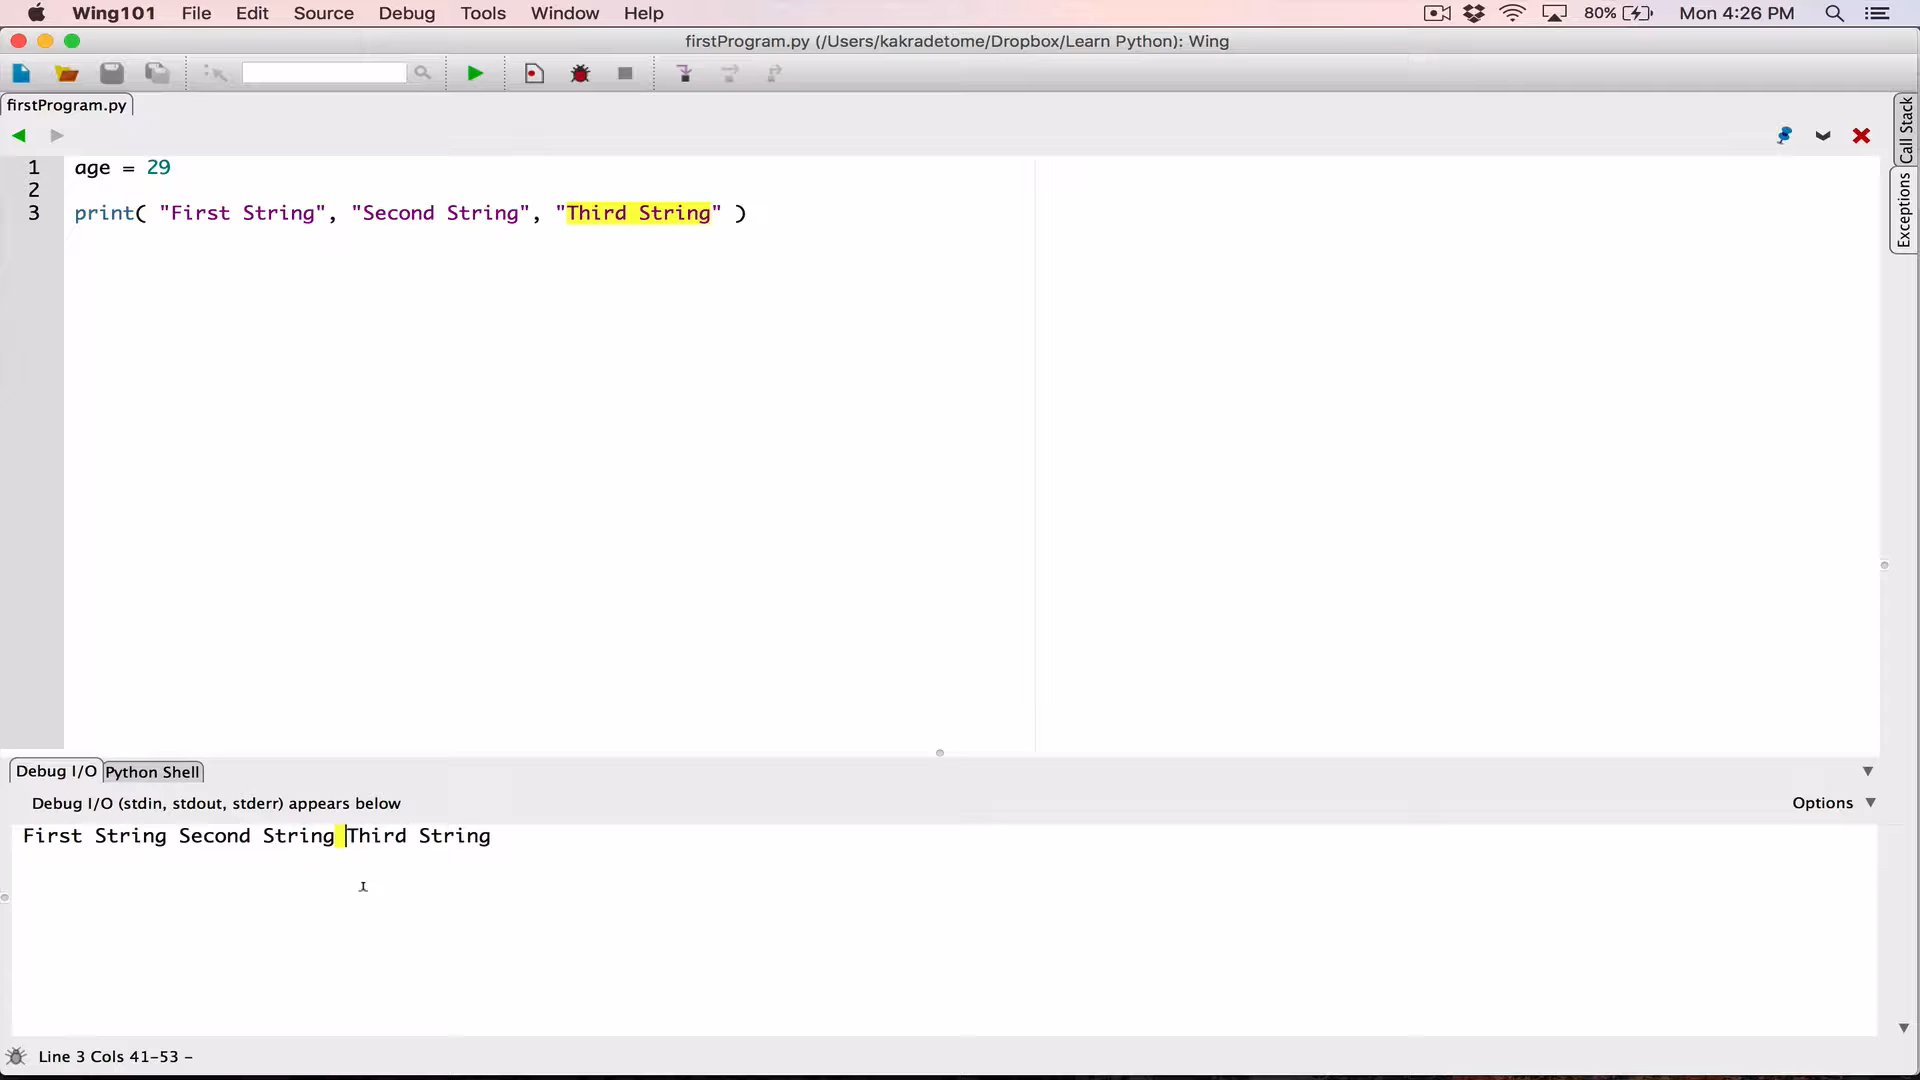 Wing101 File Edit Source Debug Tools Window Help 80% Mon 4:26 PM
firstProgram.py (/Users/kakradetome/Dropbox/Learn Python): Wing
firstProgram.py
Call Stack
Exceptions
1 age = 29
2
3 print( "First String", "Second String", "Third String" )
Debug I/O Python Shell
Debug I/O (stdin, stdout, stderr) appears below Options
First String Second String Third String
Line 3 Cols 41-53 -